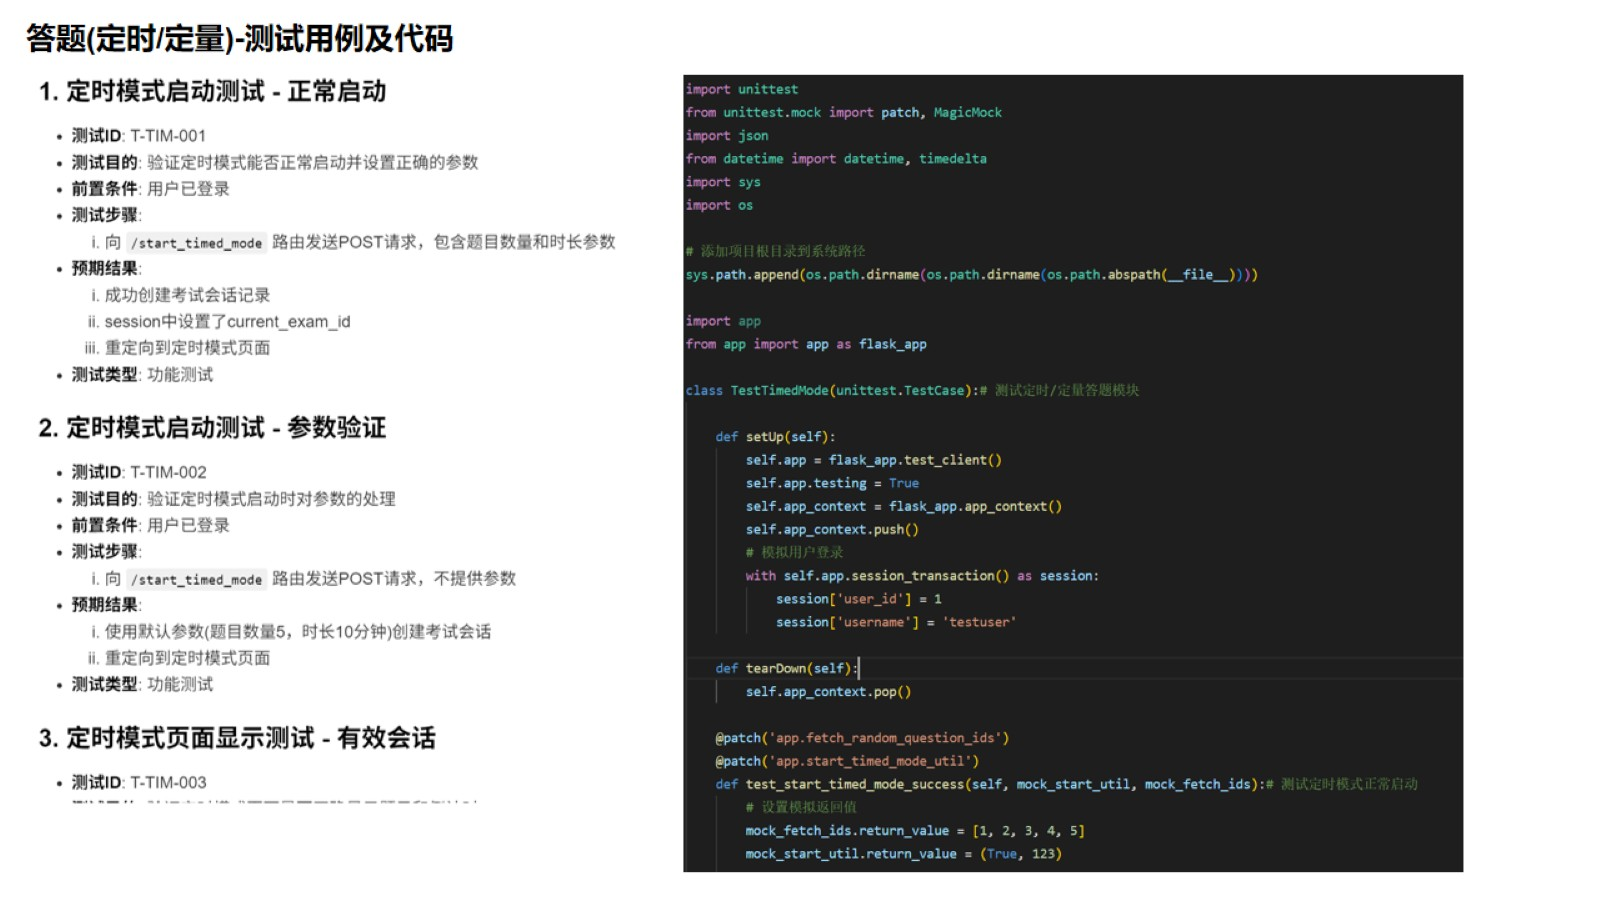 答题(定时/定量)-测试用例及代码
1. 定时模式启动测试 - 正常启动
• 测试ID: T-TIM-001
• 测试目的: 验证定时模式能否正常启动并设置正确的参数
• 前置条件: 用户已登录
• 测试步骤:
i. 向 /start_timed_mode 路由发送POST请求，包含题目数量和时长参数
• 预期结果:
i. 成功创建考试会话记录
ii. session中设置了current_exam_id
iii. 重定向到定时模式页面
• 测试类型: 功能测试
2. 定时模式启动测试 - 参数验证
• 测试ID: T-TIM-002
• 测试目的: 验证定时模式启动时对参数的处理
• 前置条件: 用户已登录
• 测试步骤:
i. 向 /start_timed_mode 路由发送POST请求，不提供参数
• 预期结果:
i. 使用默认参数(题目数量5，时长10分钟)创建考试会话
ii. 重定向到定时模式页面
• 测试类型: 功能测试
3. 定时模式页面显示测试 - 有效会话
• 测试ID: T-TIM-003
import unittest
from unittest.mock import patch, MagicMock
import json
from datetime import datetime, timedelta
import sys
import os
# 添加项目根目录到系统路径
sys.path.append(os.path.dirname(os.path.dirname(os.path.abspath(__file__))))
import app
from app import app as flask_app
class TestTimedMode(unittest.TestCase):# 测试定时/定量答题模块
def setUp(self):
self.app = flask_app.test_client()
self.app.testing = True
self.app_context = flask_app.app_context()
self.app_context.push()
# 模拟用户登录
with self.app.session_transaction() as session:
session['user_id'] = 1
session['username'] = 'testuser'
def tearDown(self):
self.app_context.pop()
@patch('app.fetch_random_question_ids')
@patch('app.start_timed_mode_util')
def test_start_timed_mode_success(self, mock_start_util, mock_fetch_ids):# 测试定时模式正常启动
# 设置模拟返回值
mock_fetch_ids.return_value = [1, 2, 3, 4, 5]
mock_start_util.return_value = (True, 123)